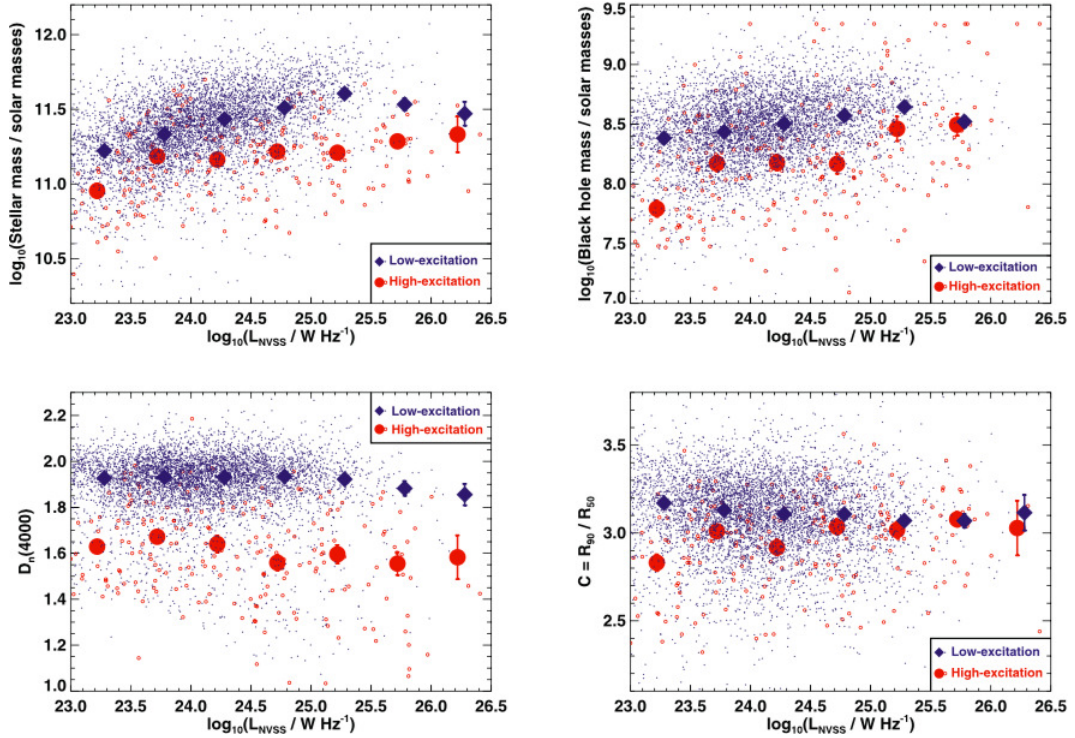 log10(Stellar mass / solar masses)
12.0
11.5
11.0
10.5
Low-excitation
High-excitation
23.0 23.5 24.0 24.5 25.0 25.5 26.0 26.5
log10(LNVSS / W Hz-1)
log10(Black hole mass / solar masses)
9.5
9.0
8.5
8.0
7.5
7.0
Low-excitation
High-excitation
23.0 23.5 24.0 24.5 25.0 25.5 26.0 26.5
log10(LNVSS / W Hz-1)
Dn(4000)
2.2
2.0
1.8
1.6
1.4
1.2
1.0
Low-excitation
High-excitation
23.0 23.5 24.0 24.5 25.0 25.5 26.0 26.5
log10(LNVSS / W Hz-1)
C = R90 / R50
3.5
3.0
2.5
Low-excitation
High-excitation
23.0 23.5 24.0 24.5 25.0 25.5 26.0 26.5
log10(LNVSS / W Hz-1)